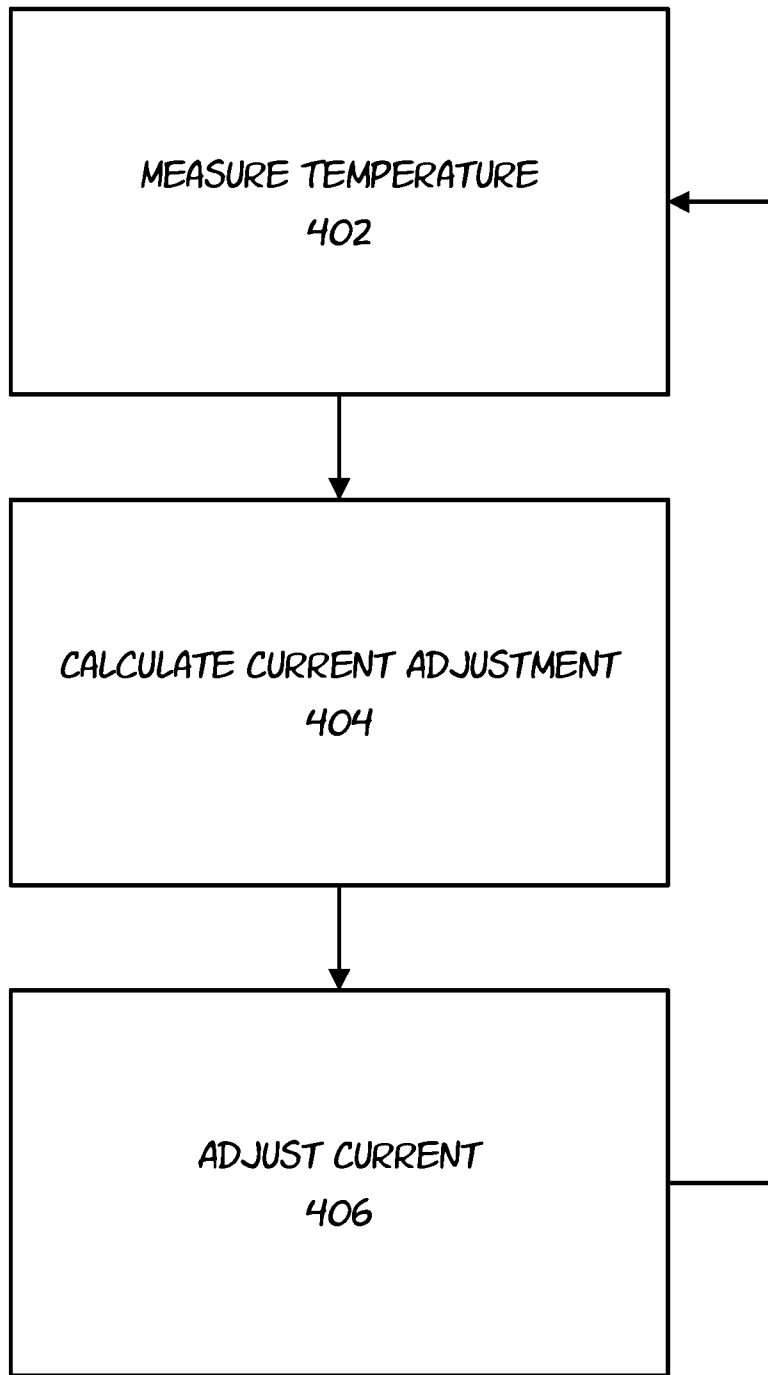 MEASURE TEMPERATURE
402
CALCULATE CURRENT ADJUSTMENT
404
ADJUST CURRENT
406